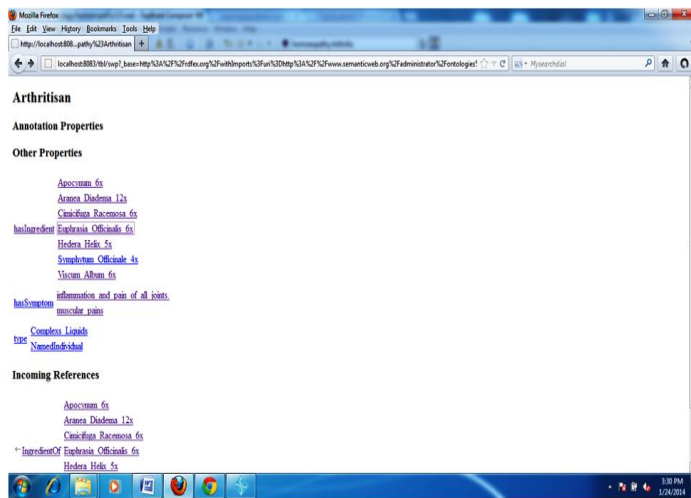 Mozilla Firefox
File Edit View History Bookmarks Tools Help
http://localhost:808...pathy%23Arthritisan +
localhost:8083/tbl/swp?_base=http%3A%2F%2Frdfex.org%2FwithImports%3Furi%3Dhttp%3A%2F%2Fwww.semanticweb.org%2Fadministrator%2Fontologies% Mysearchdial
Arthritisan
Annotation Properties
Other Properties
Apocynum 6x
Aranea Diadema 12x
Cimicifuga Racemosa 6x
hasIngredient Euphrasia Officinalis 6x
Hedera Helix 5x
Symphytum Officinale 4x
Viscum Album 6x
hasSymptom inflammation and pain of all joints.
muscular pains
type Complexs Liquids
NamedIndividual
Incoming References
Apocynum 6x
Aranea Diadema 12x
Cimicifuga Racemosa 6x
←IngredientOf Euphrasia Officinalis 6x
Hedera Helix 5x
3:30 PM
1/24/2014